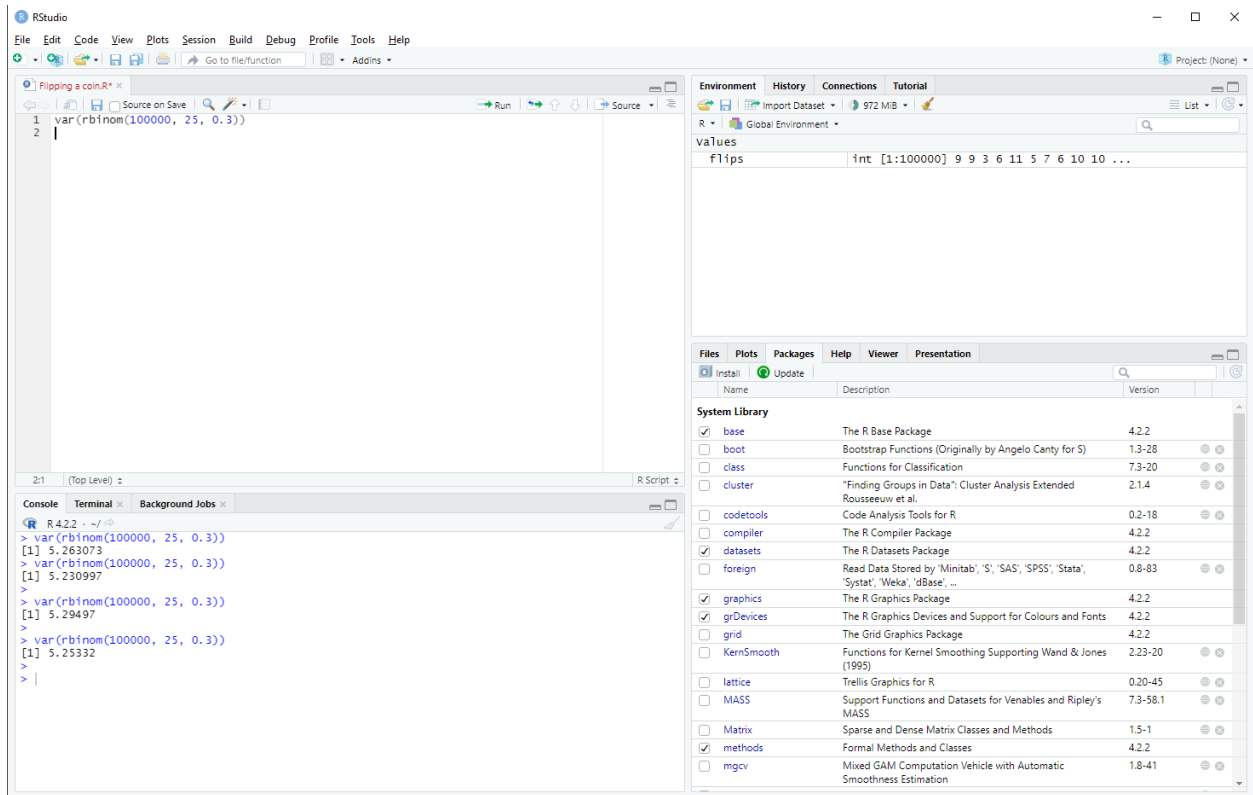 RStudio
File Edit Code View Plots Session Build Debug Profile Tools Help
Go to file/function Addins Project: (None)
Flipping a coin.R*
Source on Save Run Source
1 var(rbinom(100000, 25, 0.3))
2
2:1 (Top Level) R Script
Console Terminal Background Jobs
R 4.2.2 · ~/
> var(rbinom(100000, 25, 0.3))
[1] 5.263073
> var(rbinom(100000, 25, 0.3))
[1] 5.230997
>
> var(rbinom(100000, 25, 0.3))
[1] 5.29497
>
> var(rbinom(100000, 25, 0.3))
[1] 5.25332
>
>
Environment History Connections Tutorial
Import Dataset 972 MiB List
R Global Environment
Values
flips int [1:100000] 9 9 3 6 11 5 7 6 10 10 ...
Files Plots Packages Help Viewer Presentation
Install Update
Name Description Version
System Library
base The R Base Package 4.2.2
boot Bootstrap Functions (Originally by Angelo Canty for S) 1.3-28
class Functions for Classification 7.3-20
cluster "Finding Groups in Data": Cluster Analysis Extended 2.1.4
Rousseeuw et al.
codetools Code Analysis Tools for R 0.2-18
compiler The R Compiler Package 4.2.2
datasets The R Datasets Package 4.2.2
foreign Read Data Stored by 'Minitab', 'S', 'SAS', 'SPSS', 'Stata', 0.8-83
'Systat', 'Weka', 'dBase', ...
graphics The R Graphics Package 4.2.2
grDevices The R Graphics Devices and Support for Colours and Fonts 4.2.2
grid The Grid Graphics Package 4.2.2
KernSmooth Functions for Kernel Smoothing Supporting Wand & Jones 2.23-20
(1995)
lattice Trellis Graphics for R 0.20-45
MASS Support Functions and Datasets for Venables and Ripley's 7.3-58.1
MASS
Matrix Sparse and Dense Matrix Classes and Methods 1.5-1
methods Formal Methods and Classes 4.2.2
mgcv Mixed GAM Computation Vehicle with Automatic 1.8-41
Smoothness Estimation